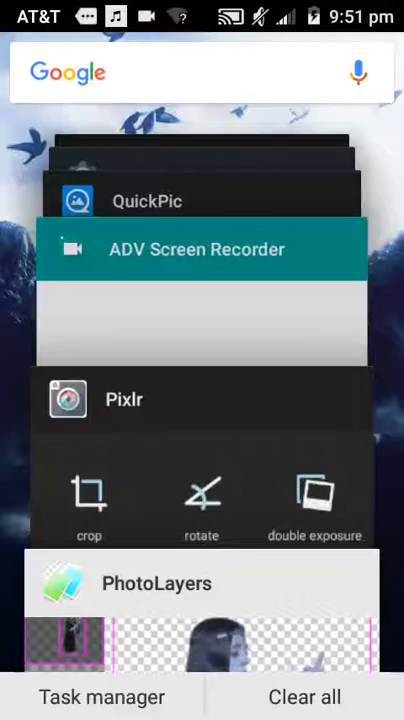 AT&T 9:51 pm
Google
QuickPic
ADV Screen Recorder
Pixlr
crop rotate double exposure
PhotoLayers
Task manager Clear all